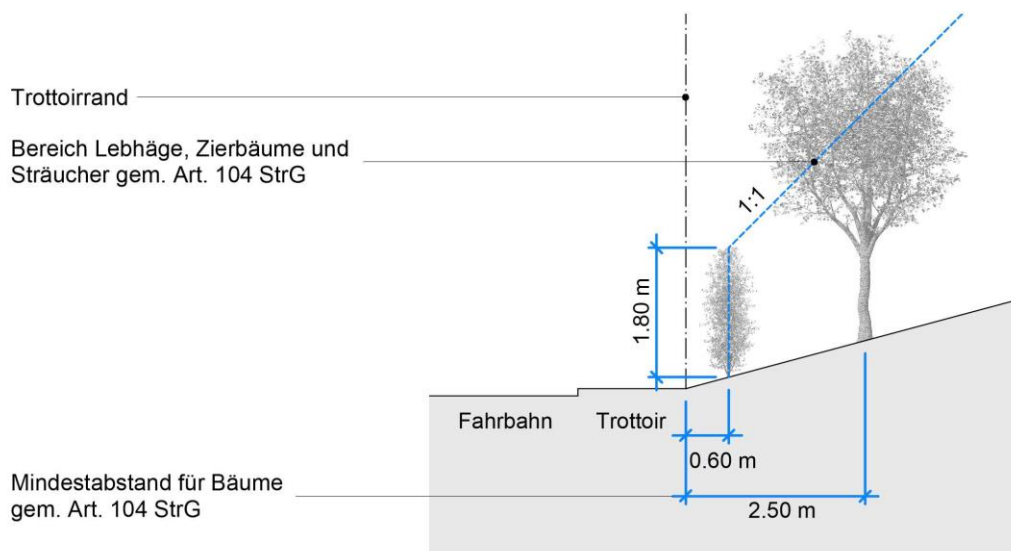 Trottoirrand
Bereich Lebhäge, Zierbäume und
Sträucher gem. Art. 104 StrG
1:1
1.80 m
Fahrbahn
Trottoir
0.60 m
Mindestabstand für Bäume
gem. Art. 104 StrG
2.50 m